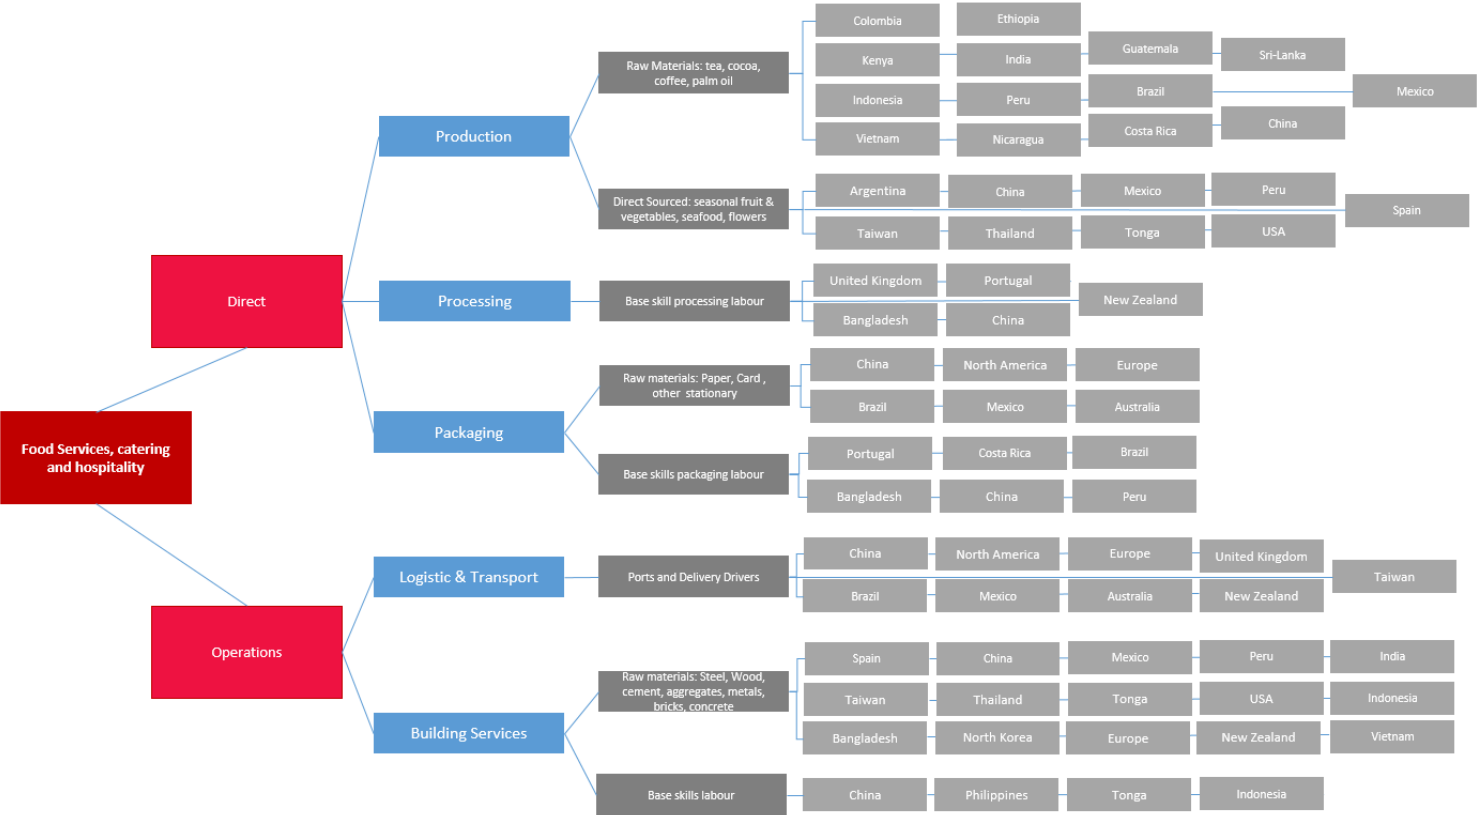 Food Services, catering
and hospitality
Direct
Production
Raw Materials: tea, cocoa,
coffee, palm oil
Colombia
Ethiopia
Kenya
India
Guatemala
Sri-Lanka
Indonesia
Peru
Brazil
Mexico
Vietnam
Nicaragua
Costa Rica
China
Direct Sourced: seasonal fruit &
vegetables, seafood, flowers
Argentina
China
Mexico
Peru
Spain
Taiwan
Thailand
Tonga
USA
Processing
Base skill processing labour
United Kingdom
Portugal
New Zealand
Bangladesh
China
Packaging
Raw materials: Paper, Card ,
other stationary
China
North America
Europe
Brazil
Mexico
Australia
Base skills packaging labour
Portugal
Costa Rica
Brazil
Bangladesh
China
Peru
Operations
Logistic & Transport
Ports and Delivery Drivers
China
North America
Europe
United Kingdom
Taiwan
Brazil
Mexico
Australia
New Zealand
Building Services
Raw materials: Steel, Wood,
cement, aggregates, metals,
bricks, concrete
Spain
China
Mexico
Peru
India
Taiwan
Thailand
Tonga
USA
Indonesia
Bangladesh
North Korea
Europe
New Zealand
Vietnam
Base skills labour
China
Philippines
Tonga
Indonesia